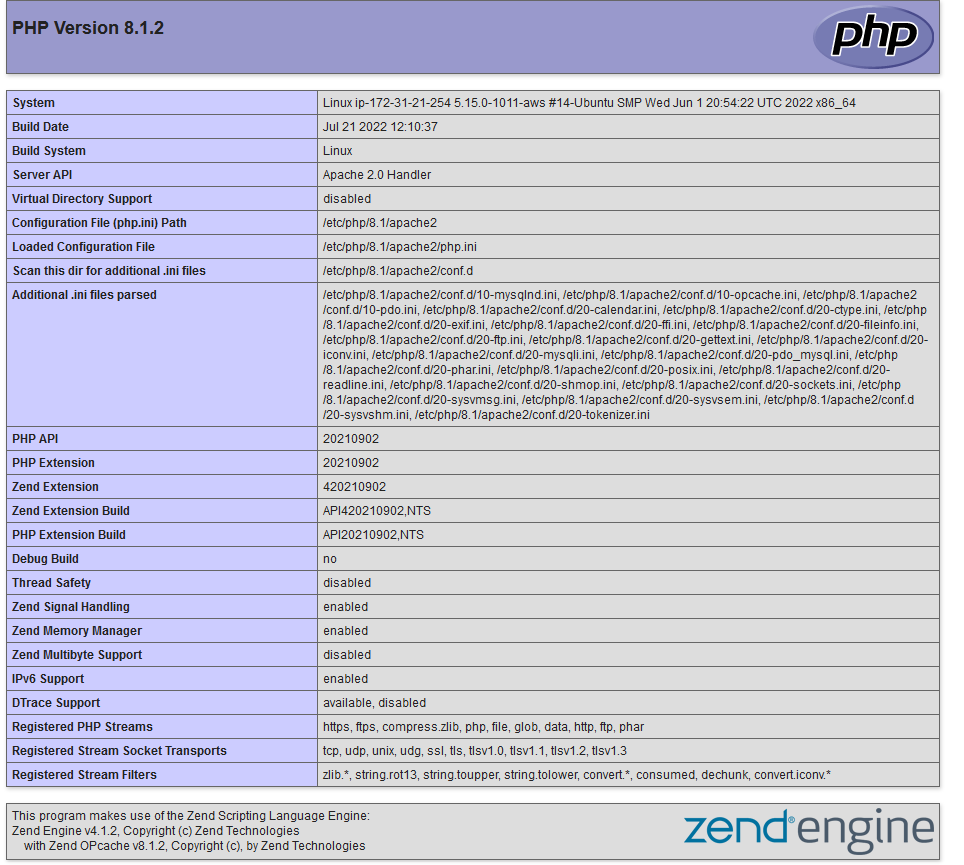 PHP Version 8.1.2
php
System Linux ip-172-31-21-254 5.15.0-1011-aws #14-Ubuntu SMP Wed Jun 1 20:54:22 UTC 2022 x86_64
Build Date Jul 21 2022 12:10:37
Build System Linux
Server API Apache 2.0 Handler
Virtual Directory Support disabled
Configuration File (php.ini) Path /etc/php/8.1/apache2
Loaded Configuration File /etc/php/8.1/apache2/php.ini
Scan this dir for additional .ini files /etc/php/8.1/apache2/conf.d
Additional .ini files parsed /etc/php/8.1/apache2/conf.d/10-mysqlnd.ini, /etc/php/8.1/apache2/conf.d/10-opcache.ini, /etc/php/8.1/apache2
/conf.d/10-pdo.ini, /etc/php/8.1/apache2/conf.d/20-calendar.ini, /etc/php/8.1/apache2/conf.d/20-ctype.ini, /etc/php
/8.1/apache2/conf.d/20-exif.ini, /etc/php/8.1/apache2/conf.d/20-ffi.ini, /etc/php/8.1/apache2/conf.d/20-fileinfo.ini,
/etc/php/8.1/apache2/conf.d/20-ftp.ini, /etc/php/8.1/apache2/conf.d/20-gettext.ini, /etc/php/8.1/apache2/conf.d/20-
iconv.ini, /etc/php/8.1/apache2/conf.d/20-mysqli.ini, /etc/php/8.1/apache2/conf.d/20-pdo_mysql.ini, /etc/php
/8.1/apache2/conf.d/20-phar.ini, /etc/php/8.1/apache2/conf.d/20-posix.ini, /etc/php/8.1/apache2/conf.d/20-
readline.ini, /etc/php/8.1/apache2/conf.d/20-shmop.ini, /etc/php/8.1/apache2/conf.d/20-sockets.ini, /etc/php
/8.1/apache2/conf.d/20-sysvmsg.ini, /etc/php/8.1/apache2/conf.d/20-sysvsem.ini, /etc/php/8.1/apache2/conf.d
/20-sysvshm.ini, /etc/php/8.1/apache2/conf.d/20-tokenizer.ini
PHP API 20210902
PHP Extension 20210902
Zend Extension 420210902
Zend Extension Build API420210902,NTS
PHP Extension Build API20210902,NTS
Debug Build no
Thread Safety disabled
Zend Signal Handling enabled
Zend Memory Manager enabled
Zend Multibyte Support disabled
IPv6 Support enabled
DTrace Support available, disabled
Registered PHP Streams https, ftps, compress.zlib, php, file, glob, data, http, ftp, phar
Registered Stream Socket Transports tcp, udp, unix, udg, ssl, tls, tlsv1.0, tlsv1.1, tlsv1.2, tlsv1.3
Registered Stream Filters zlib.*, string.rot13, string.toupper, string.tolower, convert.*, consumed, dechunk, convert.iconv.*
This program makes use of the Zend Scripting Language Engine:
Zend Engine v4.1.2, Copyright (c) Zend Technologies
with Zend OPcache v8.1.2, Copyright (c), by Zend Technologies
zend® engine